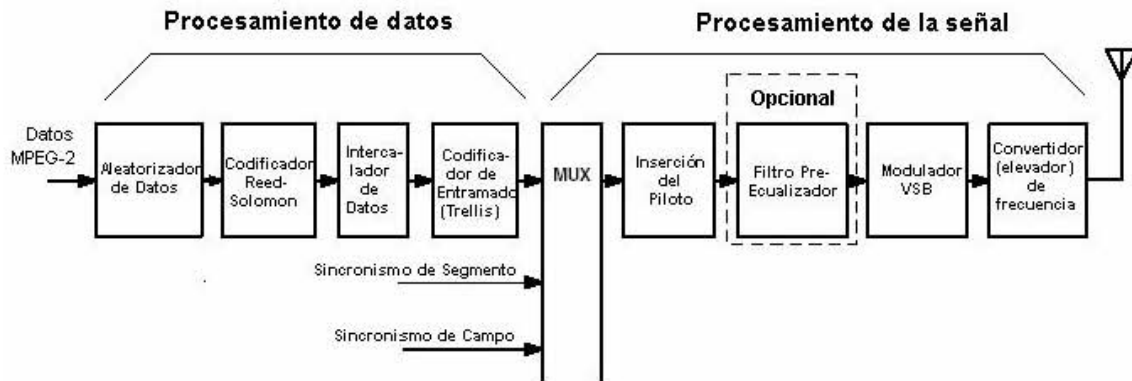 Procesamiento de datos
Procesamiento de la señal
Opcional
Datos
MPEG-2
Aleatorizador
de Datos
Codificador
Reed-
Solomon
Interca-
lador
de
Datos
Codifica-
dor de
Entramado
(Trellis)
MUX
Inserción
del
Piloto
Filtro Pre-
Ecualizador
Modulador
VSB
Convertidor
(elevador)
de
frecuencia
Sincronismo de Segmento
Sincronismo de Campo